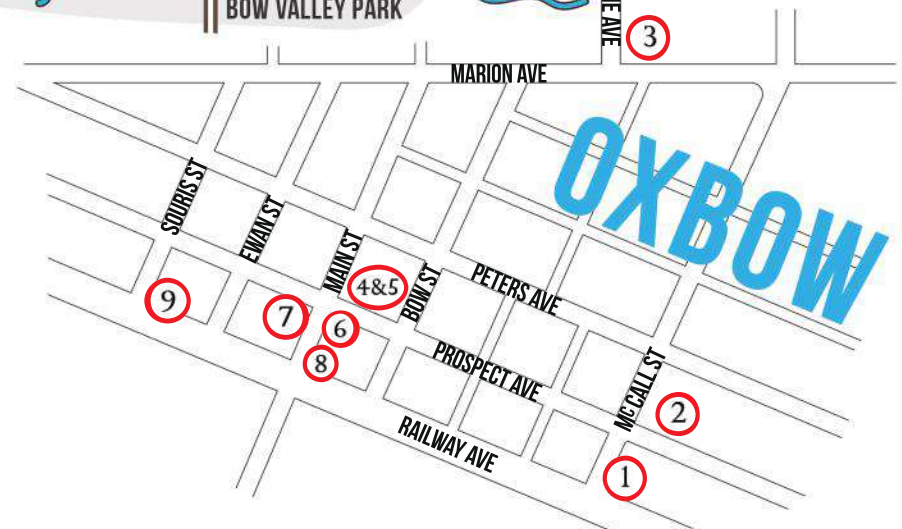 BOW VALLEY PARK
IE AVE
3
MARION AVE
OXBOW
SOURIS ST
EWAN ST
MAIN ST
4&5
BOW ST
PETERS AVE
9
7
6
8
PROSPECT AVE
MCCALL ST
2
RAILWAY AVE
1